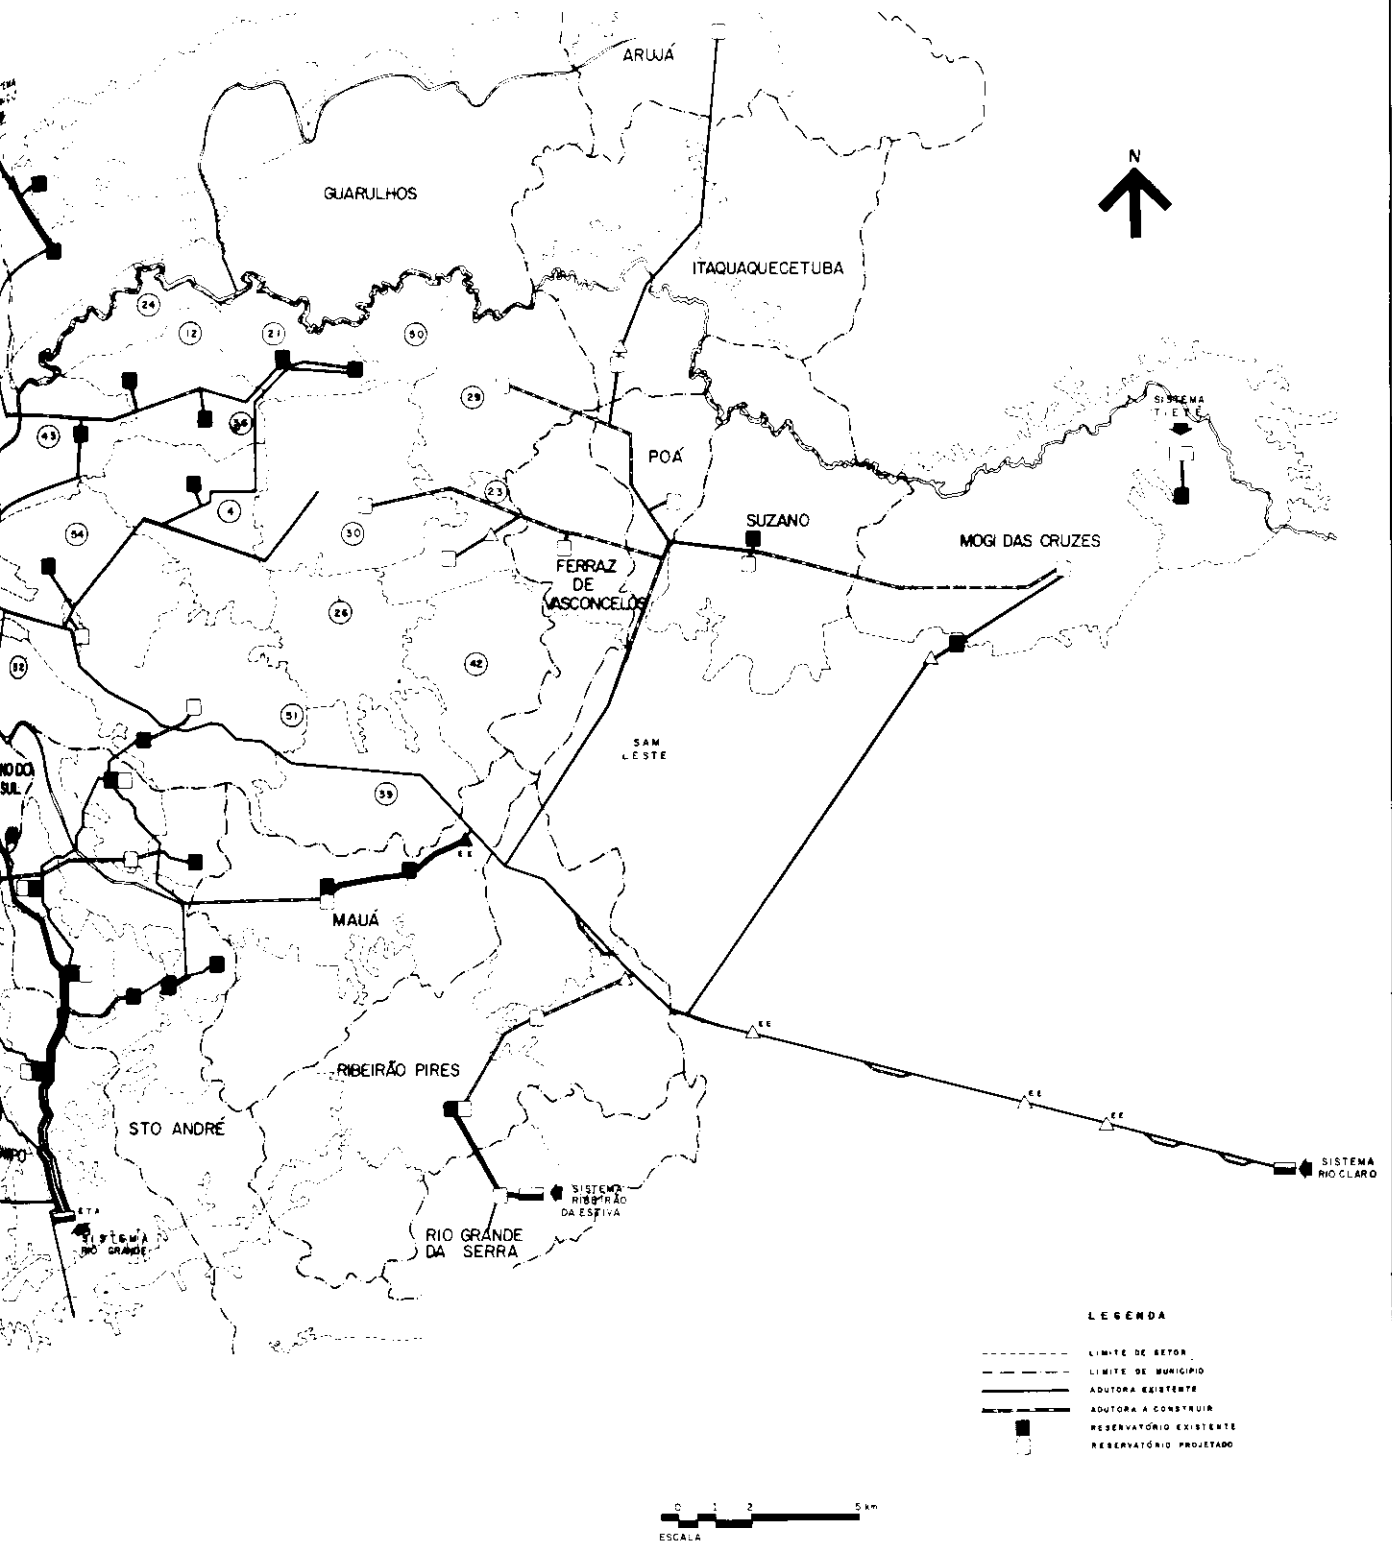 ARUJÁ
N
GUARULHOS
ITAQUAQUECETUBA
24
12
21
50
SISTEMA
TIETÊ
29
36
45
POÁ
23
4
SUZANO
54
30
MOGI DAS CRUZES
FERRAZ
DE
VASCONCELOS
26
42
52
51
SAM
LESTE
SUL
39
EE
MAUÁ
EE
RIBEIRÃO PIRES
EE
EE
STO ANDRÉ
SISTEMA
RIO CLARO
SISTEMA
RIBEIRÃO
DA ESTIVA
ETA
SISTEMA
RIO GRANDE
RIO GRANDE
DA SERRA
LEGENDA
LIMITE DE SETOR
LIMITE DE MUNICIPIO
ADUTORA EXISTENTE
ADUTORA A CONSTRUIR
RESERVATÓRIO EXISTENTE
RESERVATÓRIO PROJETADO
0 1 2 5 km
ESCALA